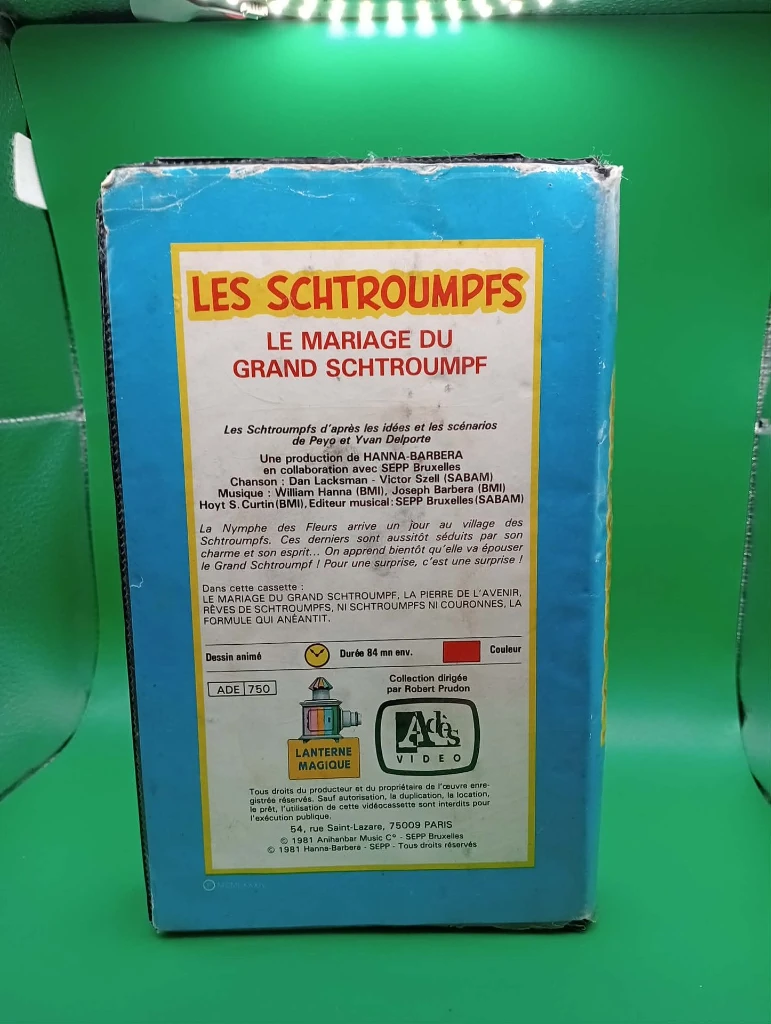 LES SCHTROUMPFS
LE MARIAGE DU
GRAND SCHTROUMPF
Les Schtroumpfs d'après les idées et les scénarios
de Peyo et Yvan Delporte
Une production de HANNA-BARBERA
en collaboration avec SEPP Bruxelles
Chanson : Dan Lacksman - Victor Szell (SABAM)
Musique : William Hanna (BMI), Joseph Barbera (BMI)
Hoyt S. Curtin (BMI), Editeur musical : SEPP Bruxelles (SABAM)
La Nymphe des Fleurs arrive un jour au village des
Schtroumpfs. Ces derniers sont aussitôt séduits par son
charme et son esprit... On apprend bientôt qu'elle va épouser
le Grand Schtroumpf ! Pour une surprise, c'est une surprise !
Dans cette cassette :
LE MARIAGE DU GRAND SCHTROUMPF, LA PIERRE DE L'AVENIR,
RÊVES DE SCHTROUMPFS, NI SCHTROUMPFS NI COURONNES, LA
FORMULE QUI ANÉANTIT.
Dessin animé Durée 84 mn env. Couleur
ADE 750
Collection dirigée
par Robert Prudon
LANTERNE
MAGIQUE
Adès
VIDEO
Tous droits du producteur et du propriétaire de l'œuvre enre-
gistrée réservés. Sauf autorisation, la duplication, la location,
le prêt, l'utilisation de cette vidéocassette sont interdits pour
l'exécution publique.
54, rue Saint-Lazare, 75009 PARIS
© 1981 Anihanbar Music C° - SEPP Bruxelles
© 1981 Hanna-Barbera - SEPP - Tous droits réservés